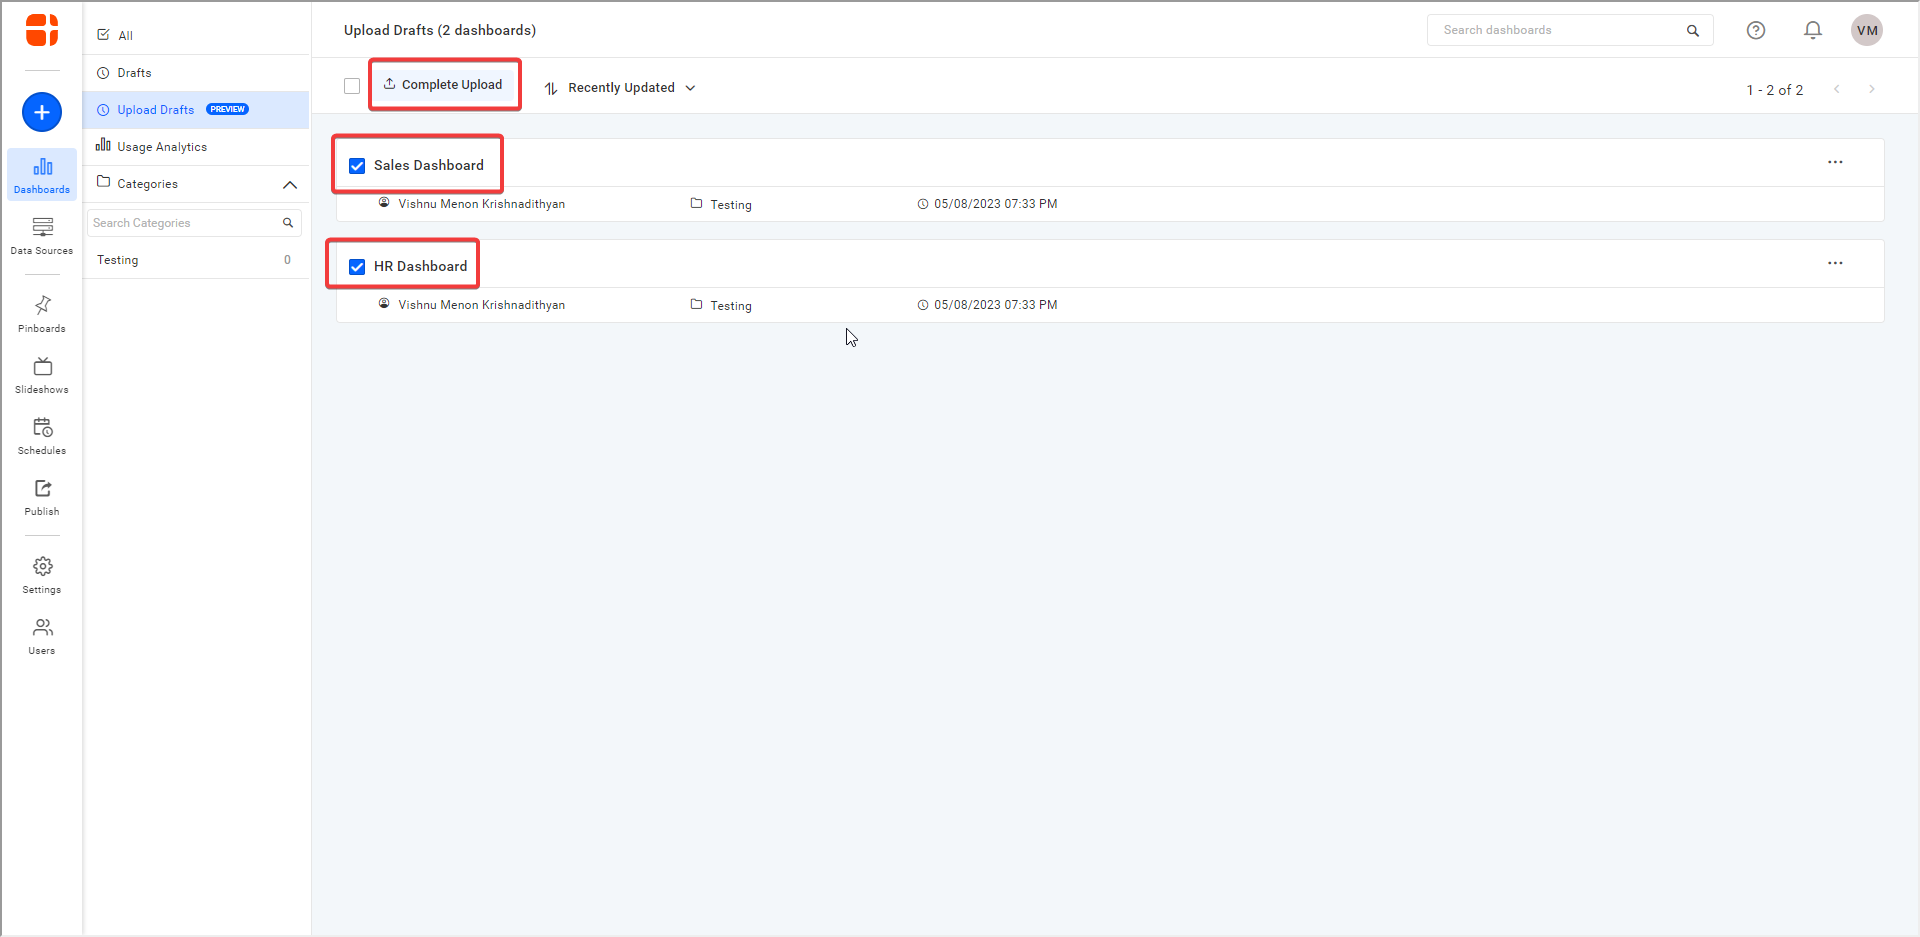 Dashboards
Data Sources
Pinboards
Slideshows
Schedules
Publish
Settings
Users
All
Drafts
Upload Drafts PREVIEW
Usage Analytics
Categories
Search Categories
Testing 0
Upload Drafts (2 dashboards)
Search dashboards
VM
Complete Upload
Recently Updated
1 - 2 of 2
Sales Dashboard
Vishnu Menon Krishnadithyan Testing 05/08/2023 07:33 PM
HR Dashboard
Vishnu Menon Krishnadithyan Testing 05/08/2023 07:33 PM